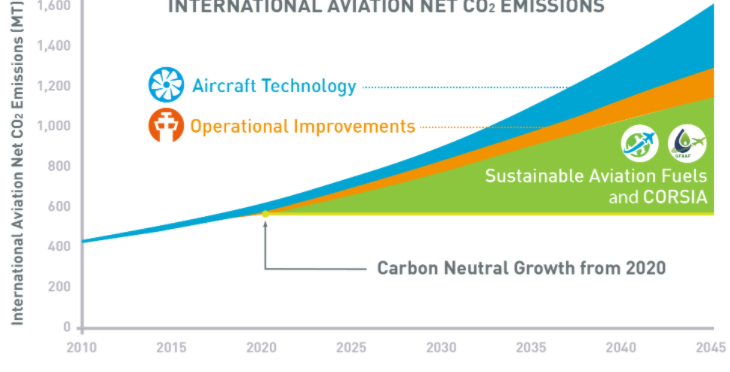 INTERNATIONAL AVIATION NET CO₂ EMISSIONS
International Aviation Net CO₂ Emissions (MT)
1,600
1,400
1,200
1,000
800
600
400
200
0
Aircraft Technology
Operational Improvements
Sustainable Aviation Fuels
and CORSIA
Carbon Neutral Growth from 2020
2010 2015 2020 2025 2030 2035 2040 2045